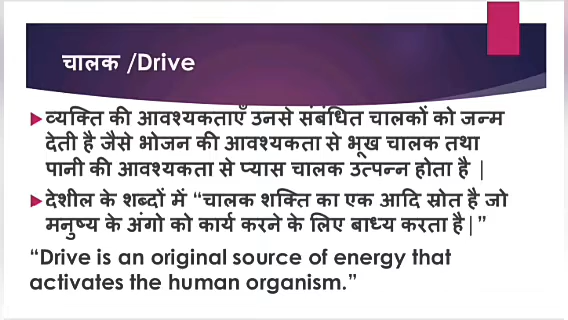 चालक /Drive
व्यक्ति की आवश्यकताएँ उनसे संबंधित चालकों को जन्म
देती है जैसे भोजन की आवश्यकता से भूख चालक तथा
पानी की आवश्यकता से प्यास चालक उत्पन्न होता है |
देशील के शब्दों में “चालक शक्ति का एक आदि स्रोत है जो
मनुष्य के अंगो को कार्य करने के लिए बाध्य करता है|”
“Drive is an original source of energy that
activates the human organism.”